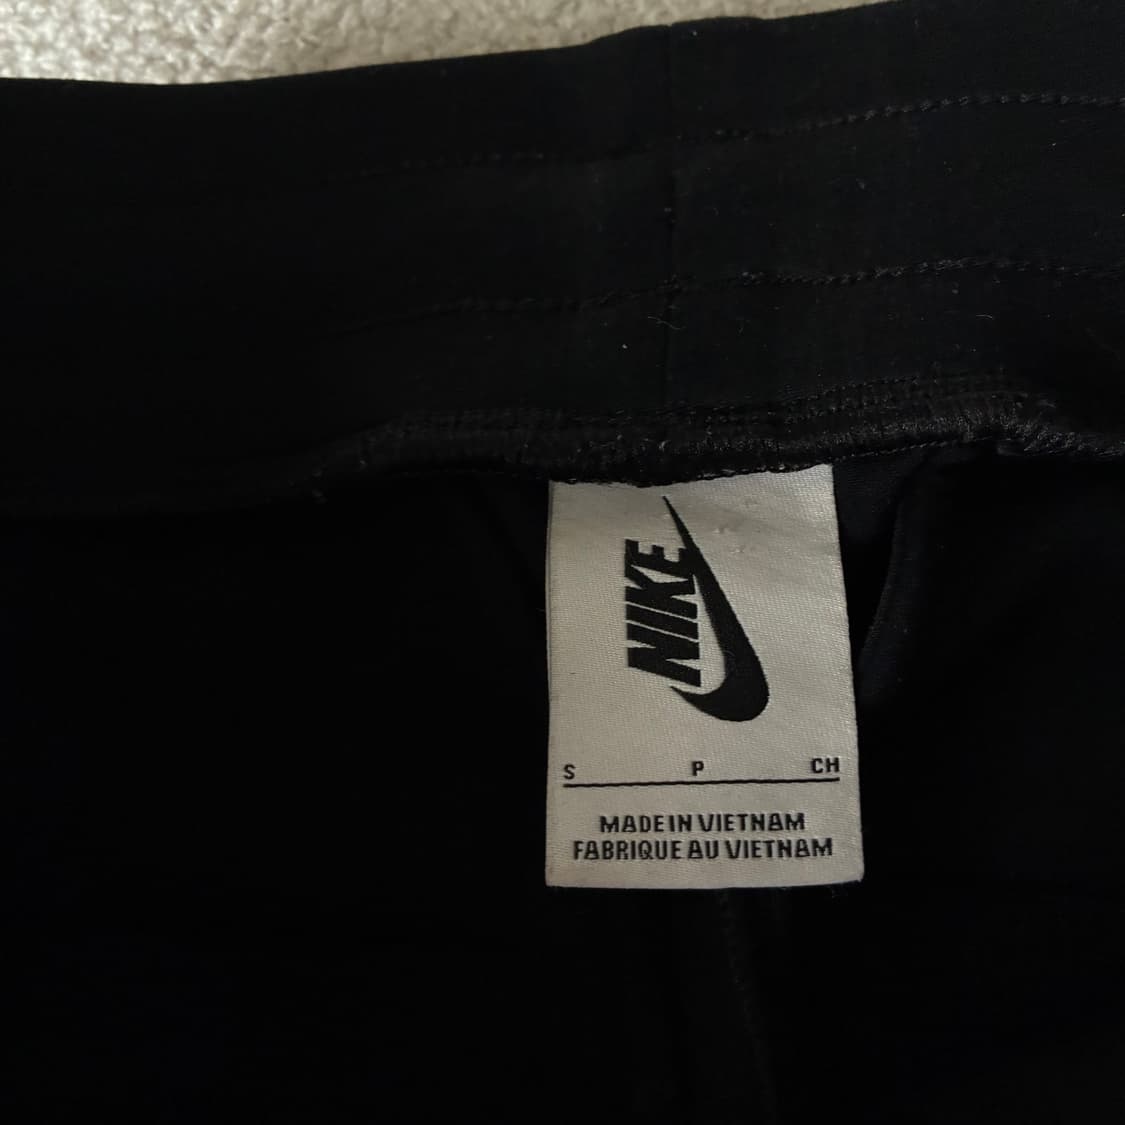 NIKE
S P CH
MADE IN VIETNAM
FABRIQUE AU VIETNAM